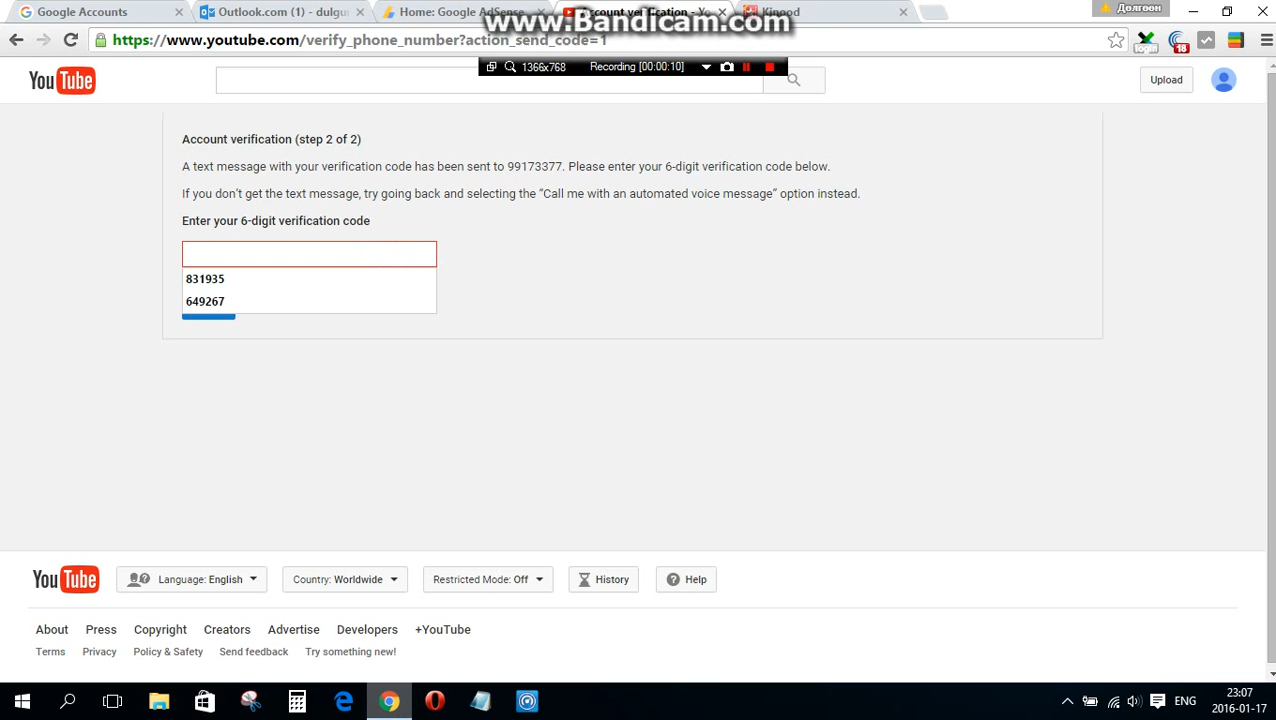 Google Accounts
Outlook.com (1) - dulgu
Home: Google AdSense
www.Bandicam.com
Kinood
Долгоон
https://www.youtube.com/verify_phone_number?action_send_code=1
1366x768
Recording [00:00:10]
login
18
YouTube
Upload
Account verification (step 2 of 2)
A text message with your verification code has been sent to 99173377. Please enter your 6-digit verification code below.
If you don't get the text message, try going back and selecting the “Call me with an automated voice message” option instead.
Enter your 6-digit verification code
831935
649267
YouTube
Language: English
Country: Worldwide
Restricted Mode: Off
History
Help
About
Press
Copyright
Creators
Advertise
Developers
+YouTube
Terms
Privacy
Policy & Safety
Send feedback
Try something new!
ENG
23:07
2016-01-17